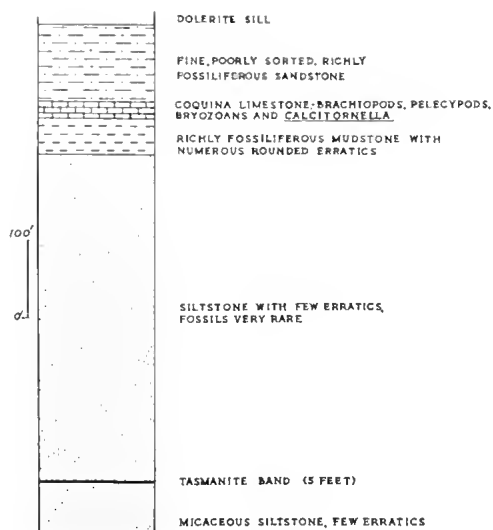 DOLERITE SILL
FINE, POORLY SORTED, RICHLY
FOSSILIFEROUS SANDSTONE
COQUINA LIMESTONE-BRACHIOPODS, PELECYPODS,
BRYOZOANS AND CALCITORNELLA
RICHLY FOSSILIFEROUS MUDSTONE WITH
NUMEROUS ROUNDED ERRATICS
100'
0'
SILTSTONE WITH FEW ERRATICS,
FOSSILS VERY RARE
TASMANITE BAND (5 FEET)
MICACEOUS SILTSTONE, FEW ERRATICS